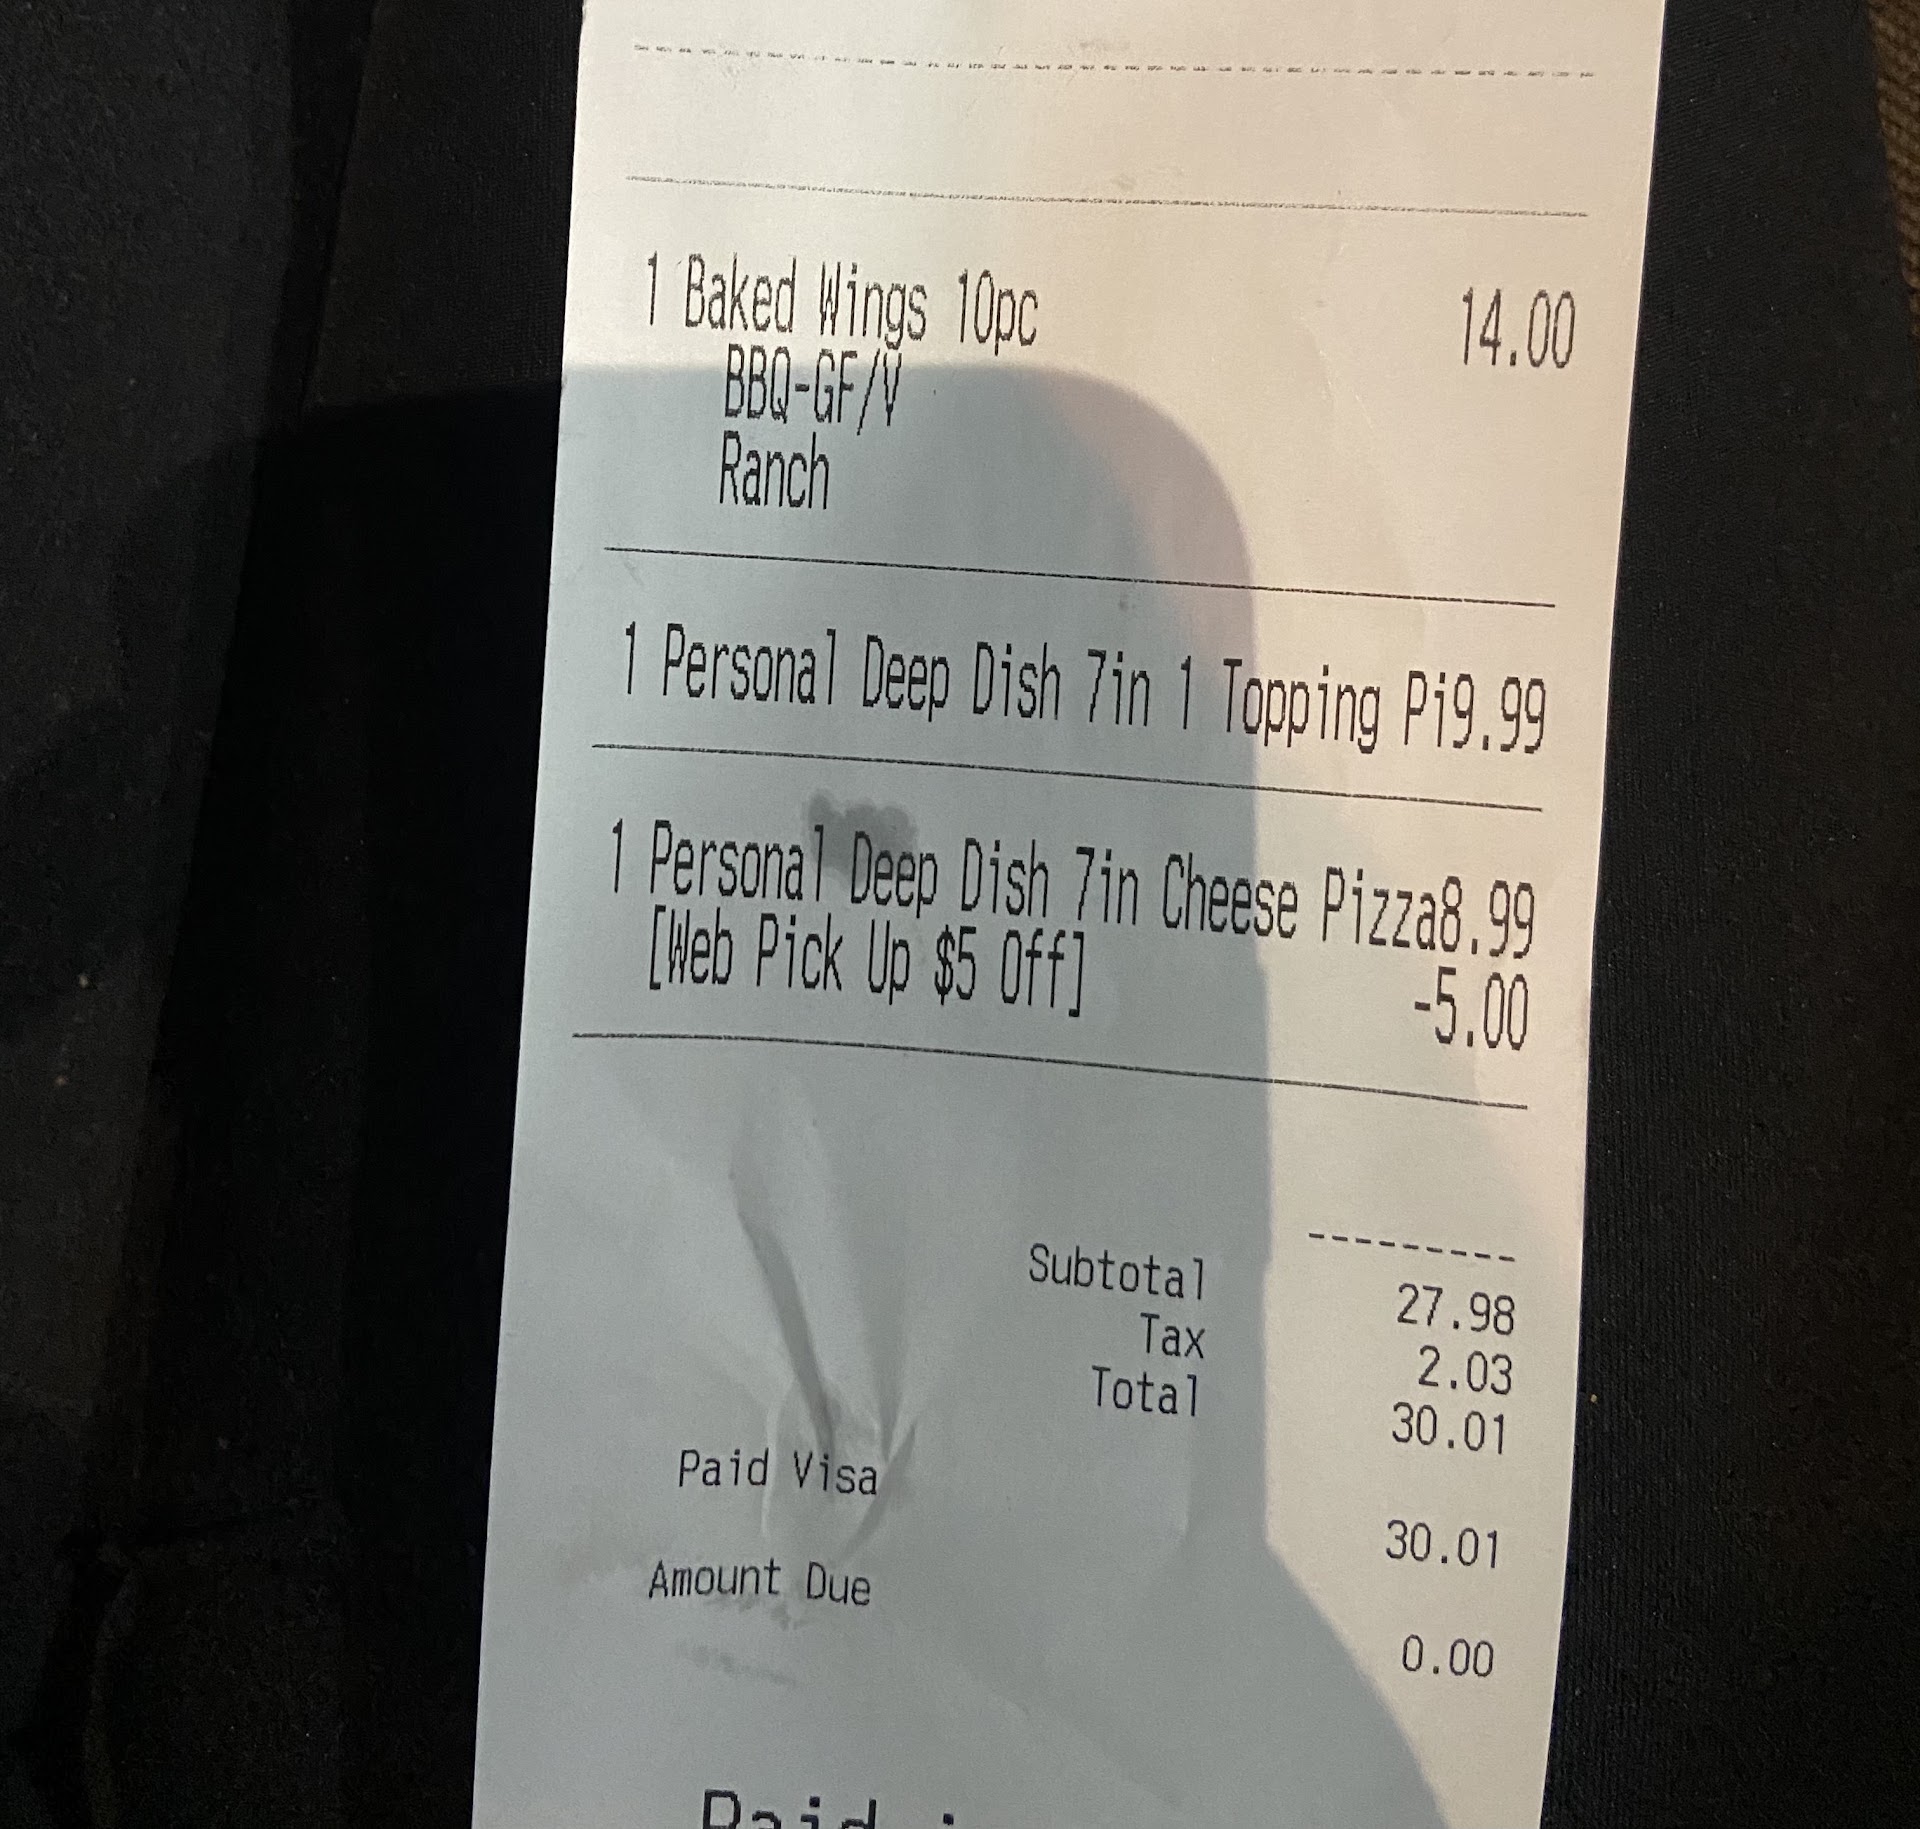 1 Baked Wings 10pc 14.00
BBQ-GF/V
Ranch
1 Personal Deep Dish 7in 1 Topping Pi9.99
1 Personal Deep Dish 7in Cheese Pizza8.99
[Web Pick Up $5 Off] -5.00
---------
Subtotal 27.98
Tax 2.03
Total 30.01
Paid Visa 30.01
Amount Due 0.00
Paid